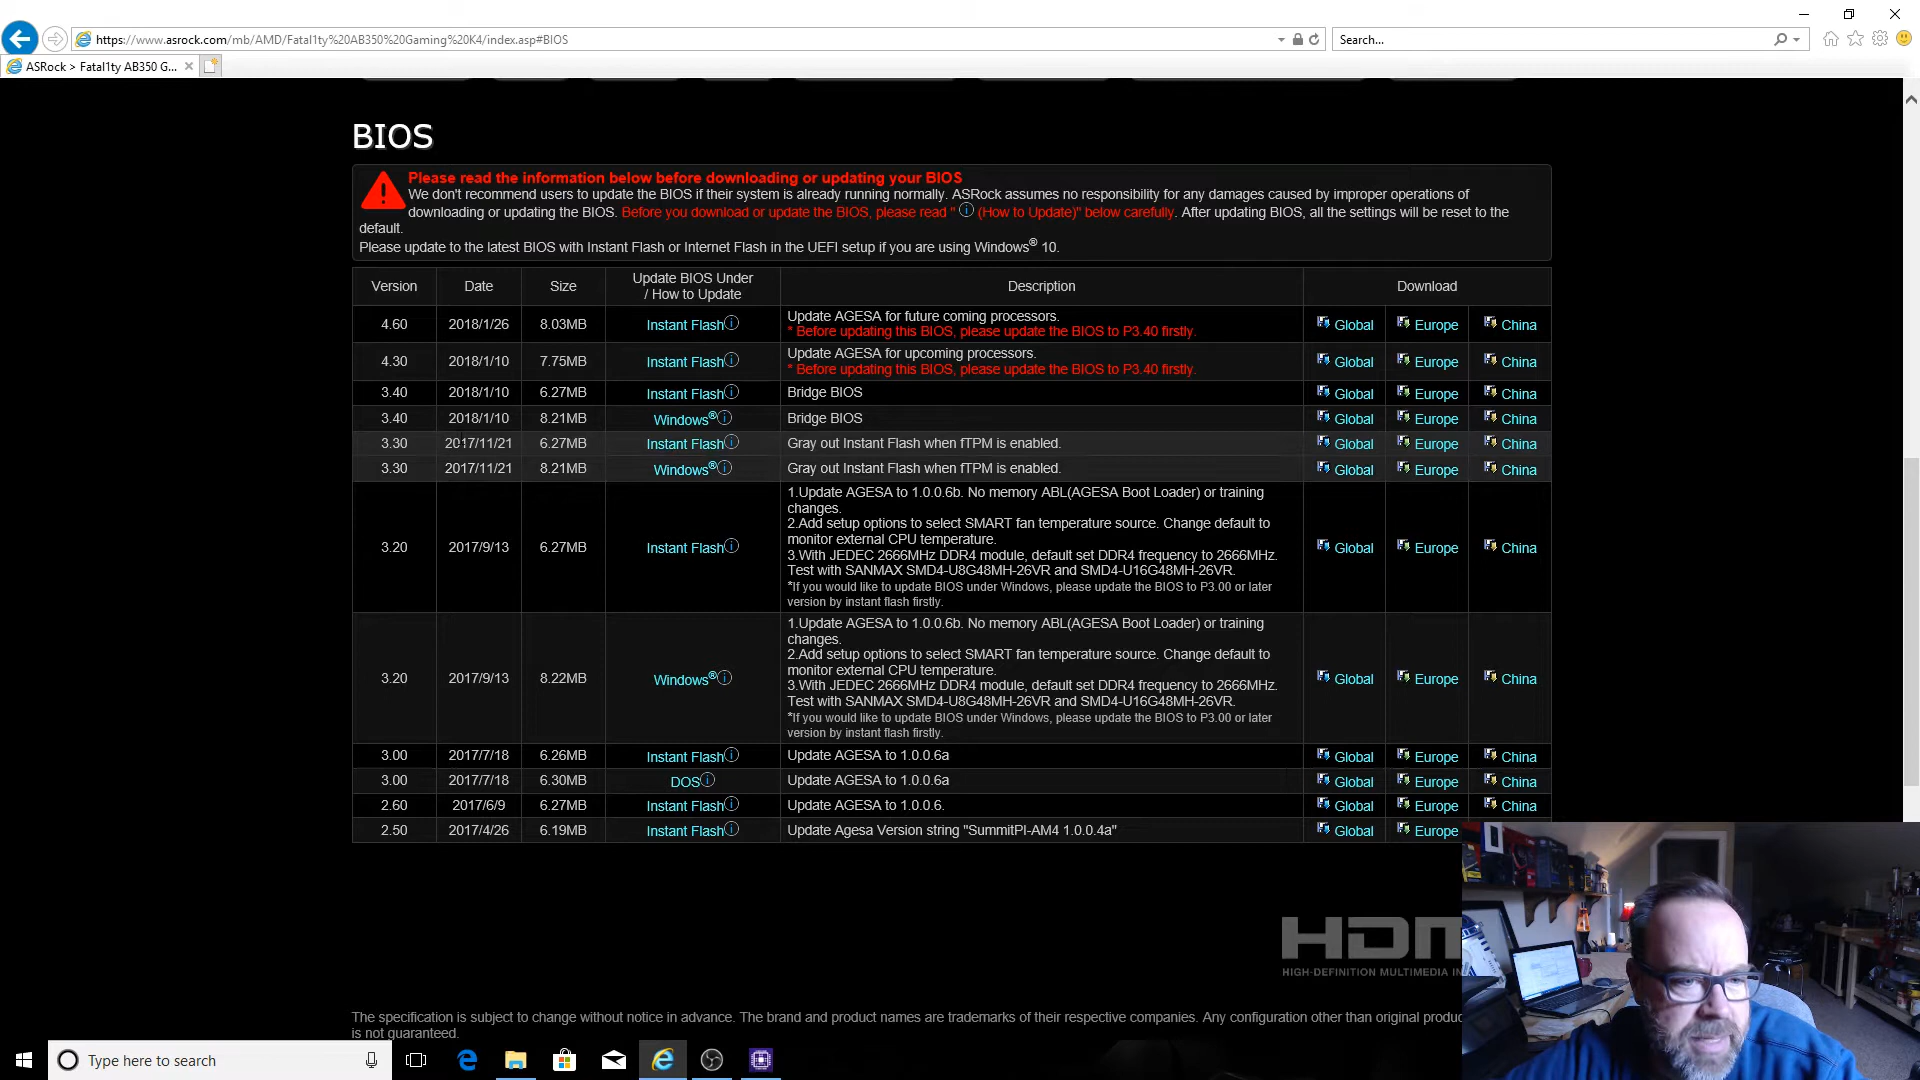 https://www.asrock.com/mb/AMD/Fatal1ty%20AB350%20Gaming%20K4/index.asp#BIOS
Search...
ASRock > Fatal1ty AB350 G...
BIOS
Please read the information below before downloading or updating your BIOS
We don't recommend users to update the BIOS if their system is already running normally. ASRock assumes no responsibility for any damages caused by improper operations of
downloading or updating the BIOS. Before you download or update the BIOS, please read " (How to Update)" below carefully. After updating BIOS, all the settings will be reset to the
default.
Please update to the latest BIOS with Instant Flash or Internet Flash in the UEFI setup if you are using Windows® 10.
Version Date Size Update BIOS Under / How to Update Description Download
4.60 2018/1/26 8.03MB Instant Flash Update AGESA for future coming processors. Global Europe China
* Before updating this BIOS, please update the BIOS to P3.40 firstly.
4.30 2018/1/10 7.75MB Instant Flash Update AGESA for upcoming processors. Global Europe China
* Before updating this BIOS, please update the BIOS to P3.40 firstly.
3.40 2018/1/10 6.27MB Instant Flash Bridge BIOS Global Europe China
3.40 2018/1/10 8.21MB Windows® Bridge BIOS Global Europe China
3.30 2017/11/21 6.27MB Instant Flash Gray out Instant Flash when fTPM is enabled. Global Europe China
3.30 2017/11/21 8.21MB Windows® Gray out Instant Flash when fTPM is enabled. Global Europe China
3.20 2017/9/13 6.27MB Instant Flash 1.Update AGESA to 1.0.0.6b. No memory ABL(AGESA Boot Loader) or training Global Europe China
changes.
2.Add setup options to select SMART fan temperature source. Change default to
monitor external CPU temperature.
3.With JEDEC 2666MHz DDR4 module, default set DDR4 frequency to 2666MHz.
Test with SANMAX SMD4-U8G48MH-26VR and SMD4-U16G48MH-26VR.
*If you would like to update BIOS under Windows, please update the BIOS to P3.00 or later
version by instant flash firstly.
3.20 2017/9/13 8.22MB Windows® 1.Update AGESA to 1.0.0.6b. No memory ABL(AGESA Boot Loader) or training Global Europe China
changes.
2.Add setup options to select SMART fan temperature source. Change default to
monitor external CPU temperature.
3.With JEDEC 2666MHz DDR4 module, default set DDR4 frequency to 2666MHz.
Test with SANMAX SMD4-U8G48MH-26VR and SMD4-U16G48MH-26VR.
*If you would like to update BIOS under Windows, please update the BIOS to P3.00 or later
version by instant flash firstly.
3.00 2017/7/18 6.26MB Instant Flash Update AGESA to 1.0.0.6a Global Europe China
3.00 2017/7/18 6.30MB DOS Update AGESA to 1.0.0.6a Global Europe China
2.60 2017/6/9 6.27MB Instant Flash Update AGESA to 1.0.0.6. Global Europe China
2.50 2017/4/26 6.19MB Instant Flash Update Agesa Version string "SummitPI-AM4 1.0.0.4a" Global Europe
HDM
HIGH-DEFINITION MULTIMEDIA IN
The specification is subject to change without notice in advance. The brand and product names are trademarks of their respective companies. Any configuration other than original produc
is not guaranteed.
Type here to search